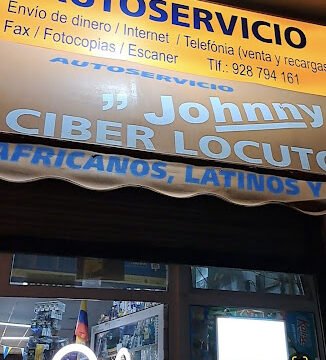 AUTOSERVICIO
Envío de dinero / Internet / Telefónia (venta y recargas
Fax / Fotocopias / Escaner Tlf.: 928 794 161
AUTOSERVICIO
" Johnny
CIBER LOCUTO
AFRICANOS, LATINOS Y